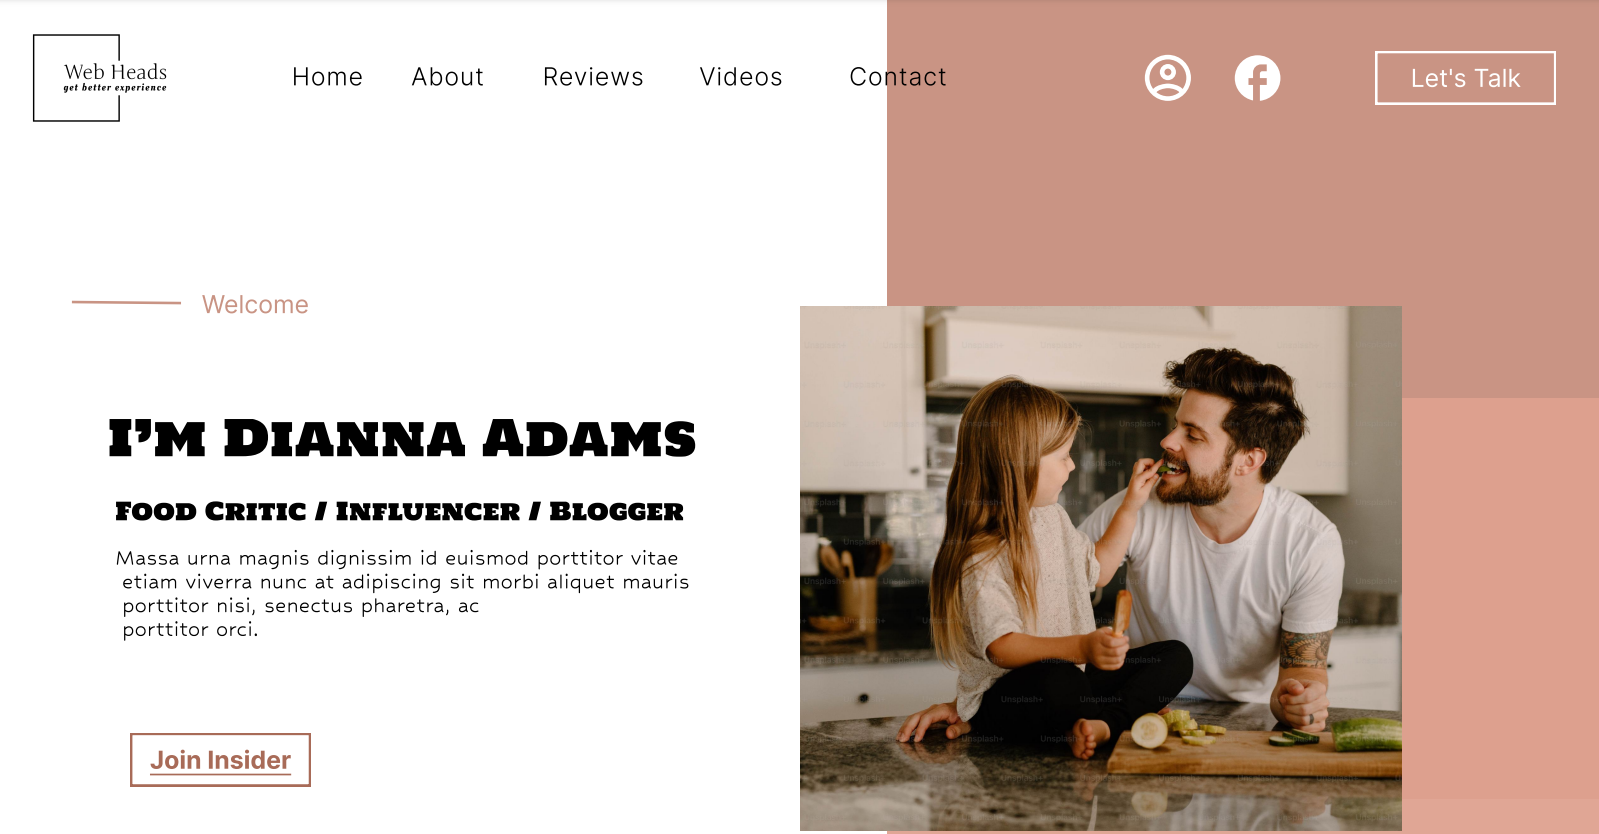 Web Heads
get better experience
Home About Reviews Videos Contact
Let's Talk
Welcome
I’m Dianna Adams
Food Critic / Influencer / Blogger
Massa urna magnis dignissim id euismod porttitor vitae
etiam viverra nunc at adipiscing sit morbi aliquet mauris
porttitor nisi, senectus pharetra, ac
porttitor orci.
Join Insider
Unsplash+